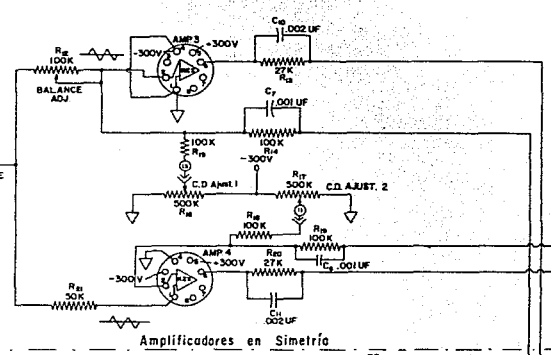 C10
.002 UF
AMP. 3
+300V
-300V
R12
100K
BALANCE
ADJ.
27K
R13
C7
.001 UF
100K
R15
100K
R14
-300V
R17
500K
C.D Ajust. 1
C.D. AJUST. 2
500K
R16
R18
100K
R19
100K
C9 .001 UF
AMP. 4
+300V
-300V
R20
27K
R21
50K
C11
.002 UF
E
Amplificadores en Simetría